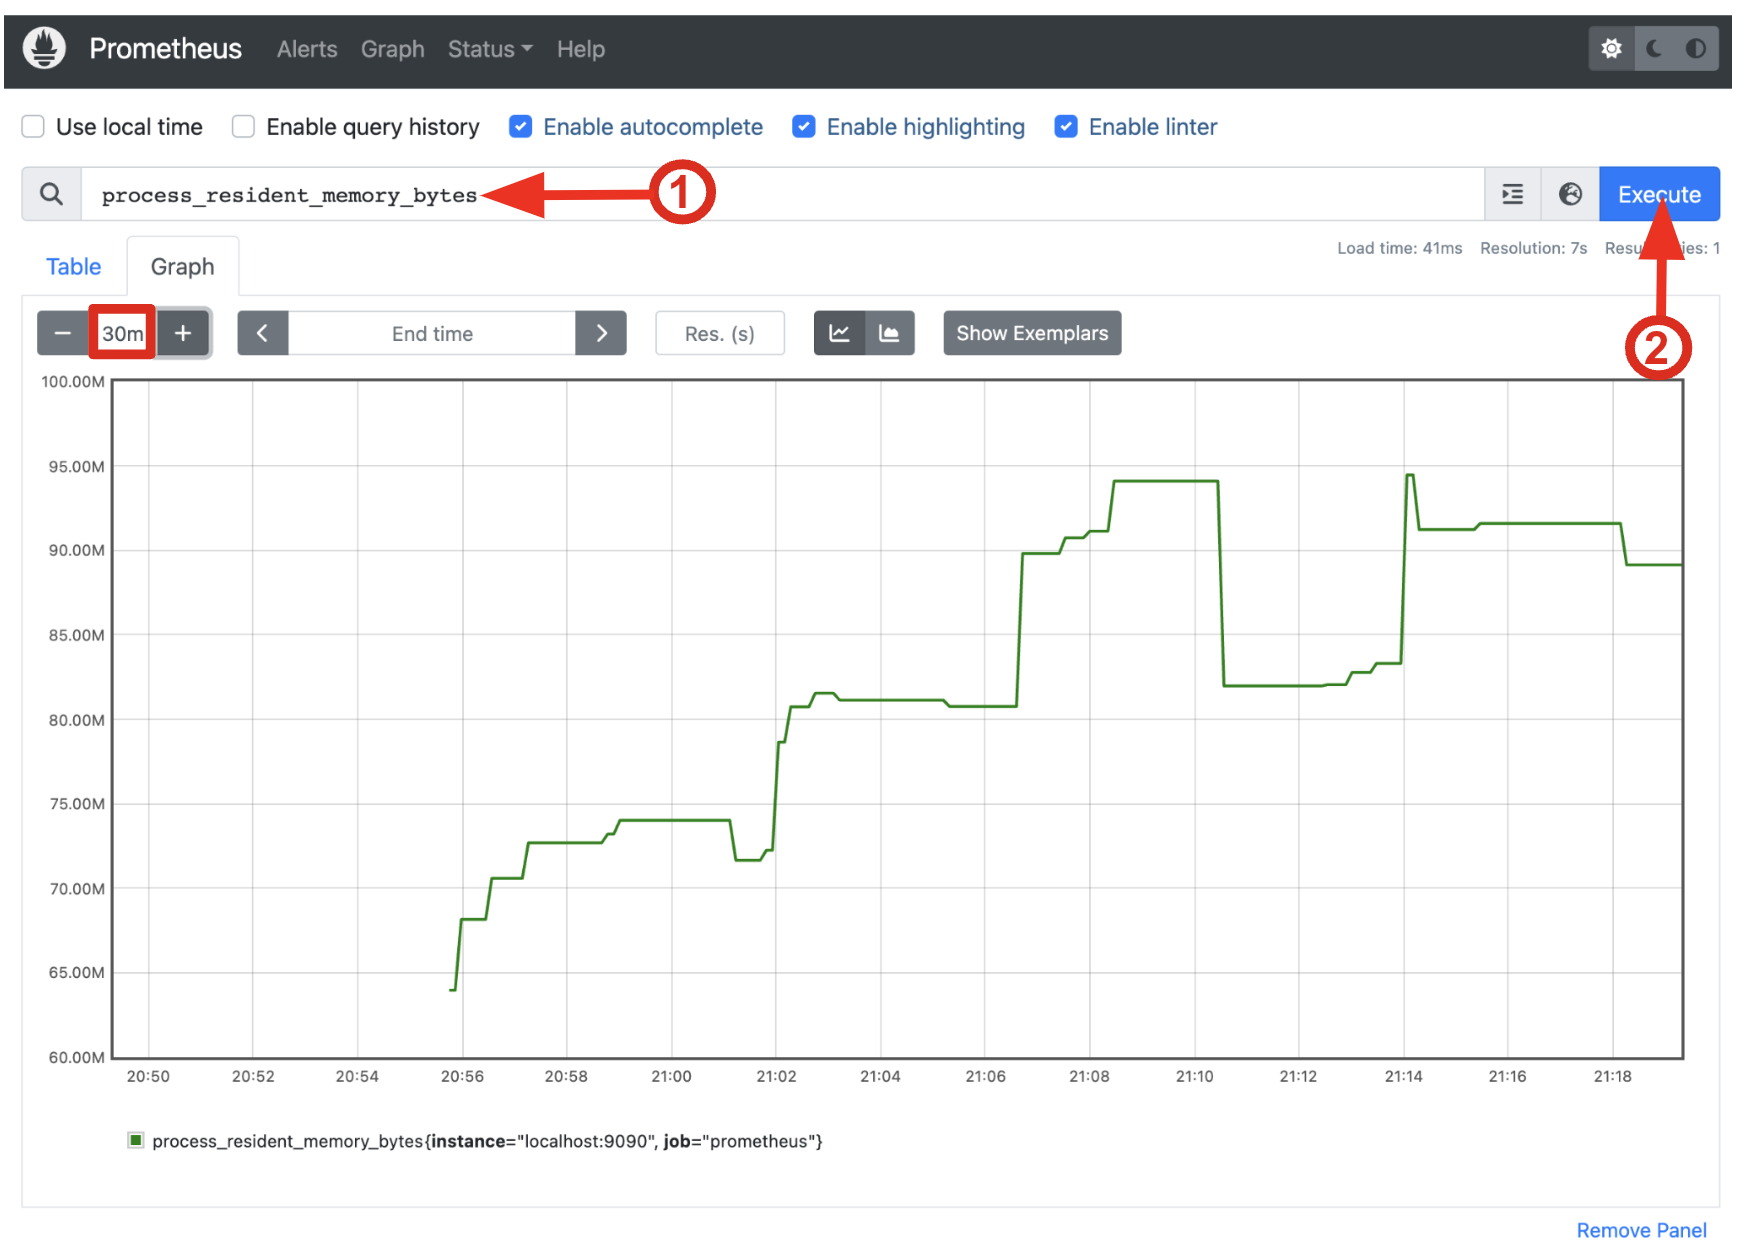 Prometheus Alerts Graph Status Help
Use local time Enable query history Enable autocomplete Enable highlighting Enable linter
process_resident_memory_bytes 1 Execute
Load time: 41ms Resolution: 7s 1
Table Graph
30m End time Res. (s) Show Exemplars
2
100.00M
95.00M
90.00M
85.00M
80.00M
75.00M
70.00M
65.00M
60.00M
20:50 20:52 20:54 20:56 20:58 21:00 21:02 21:04 21:06 21:08 21:10 21:12 21:14 21:16 21:18
process_resident_memory_bytes{instance="localhost:9090", job="prometheus"}
Remove Panel